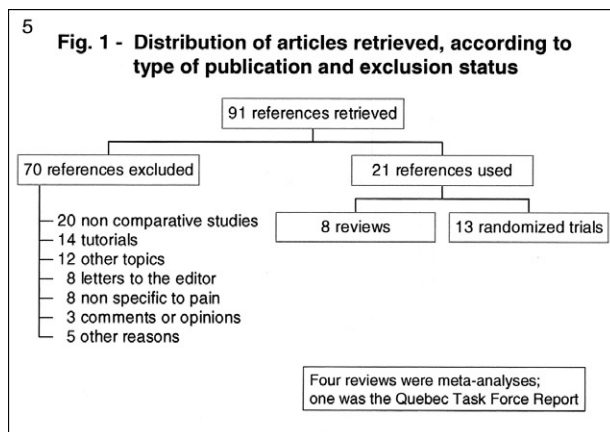 5
Fig. 1 - Distribution of articles retrieved, according to
type of publication and exclusion status
91 references retrieved
70 references excluded
21 references used
20 non comparative studies
14 tutorials
12 other topics
8 letters to the editor
8 non specific to pain
3 comments or opinions
5 other reasons
8 reviews
13 randomized trials
Four reviews were meta-analyses;
one was the Quebec Task Force Report